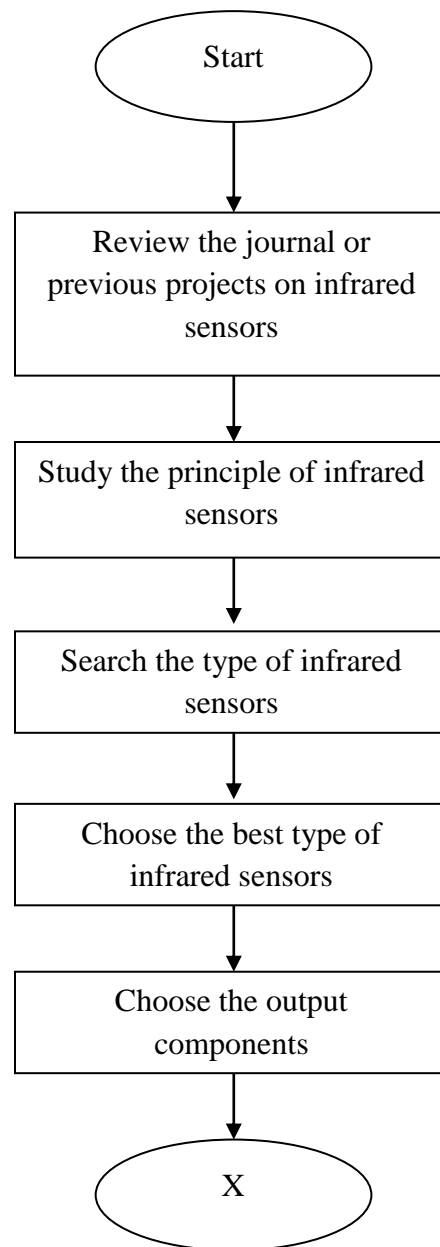 Start
Review the journal or
previous projects on infrared
sensors
Study the principle of infrared
sensors
Search the type of infrared
sensors
Choose the best type of
infrared sensors
Choose the output
components
X